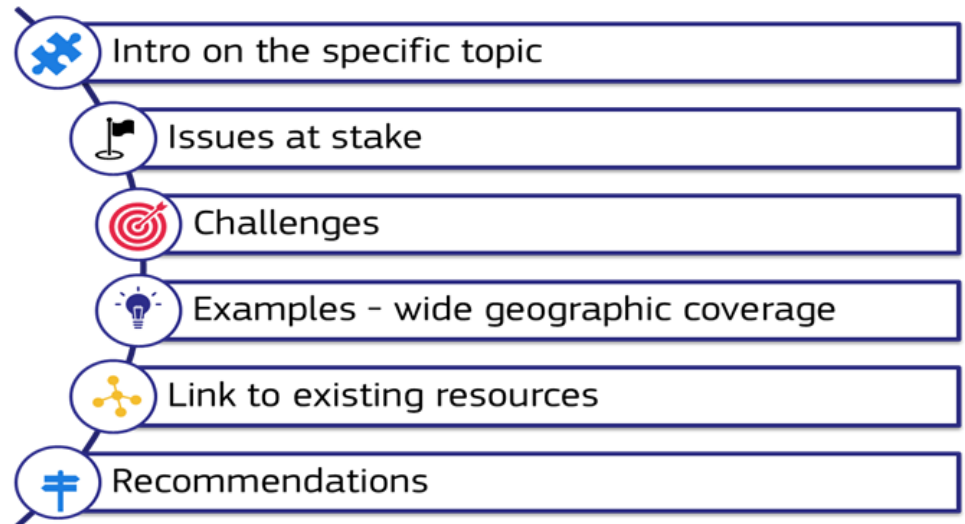 Intro on the specific topic
Issues at stake
Challenges
Examples - wide geographic coverage
Link to existing resources
Recommendations